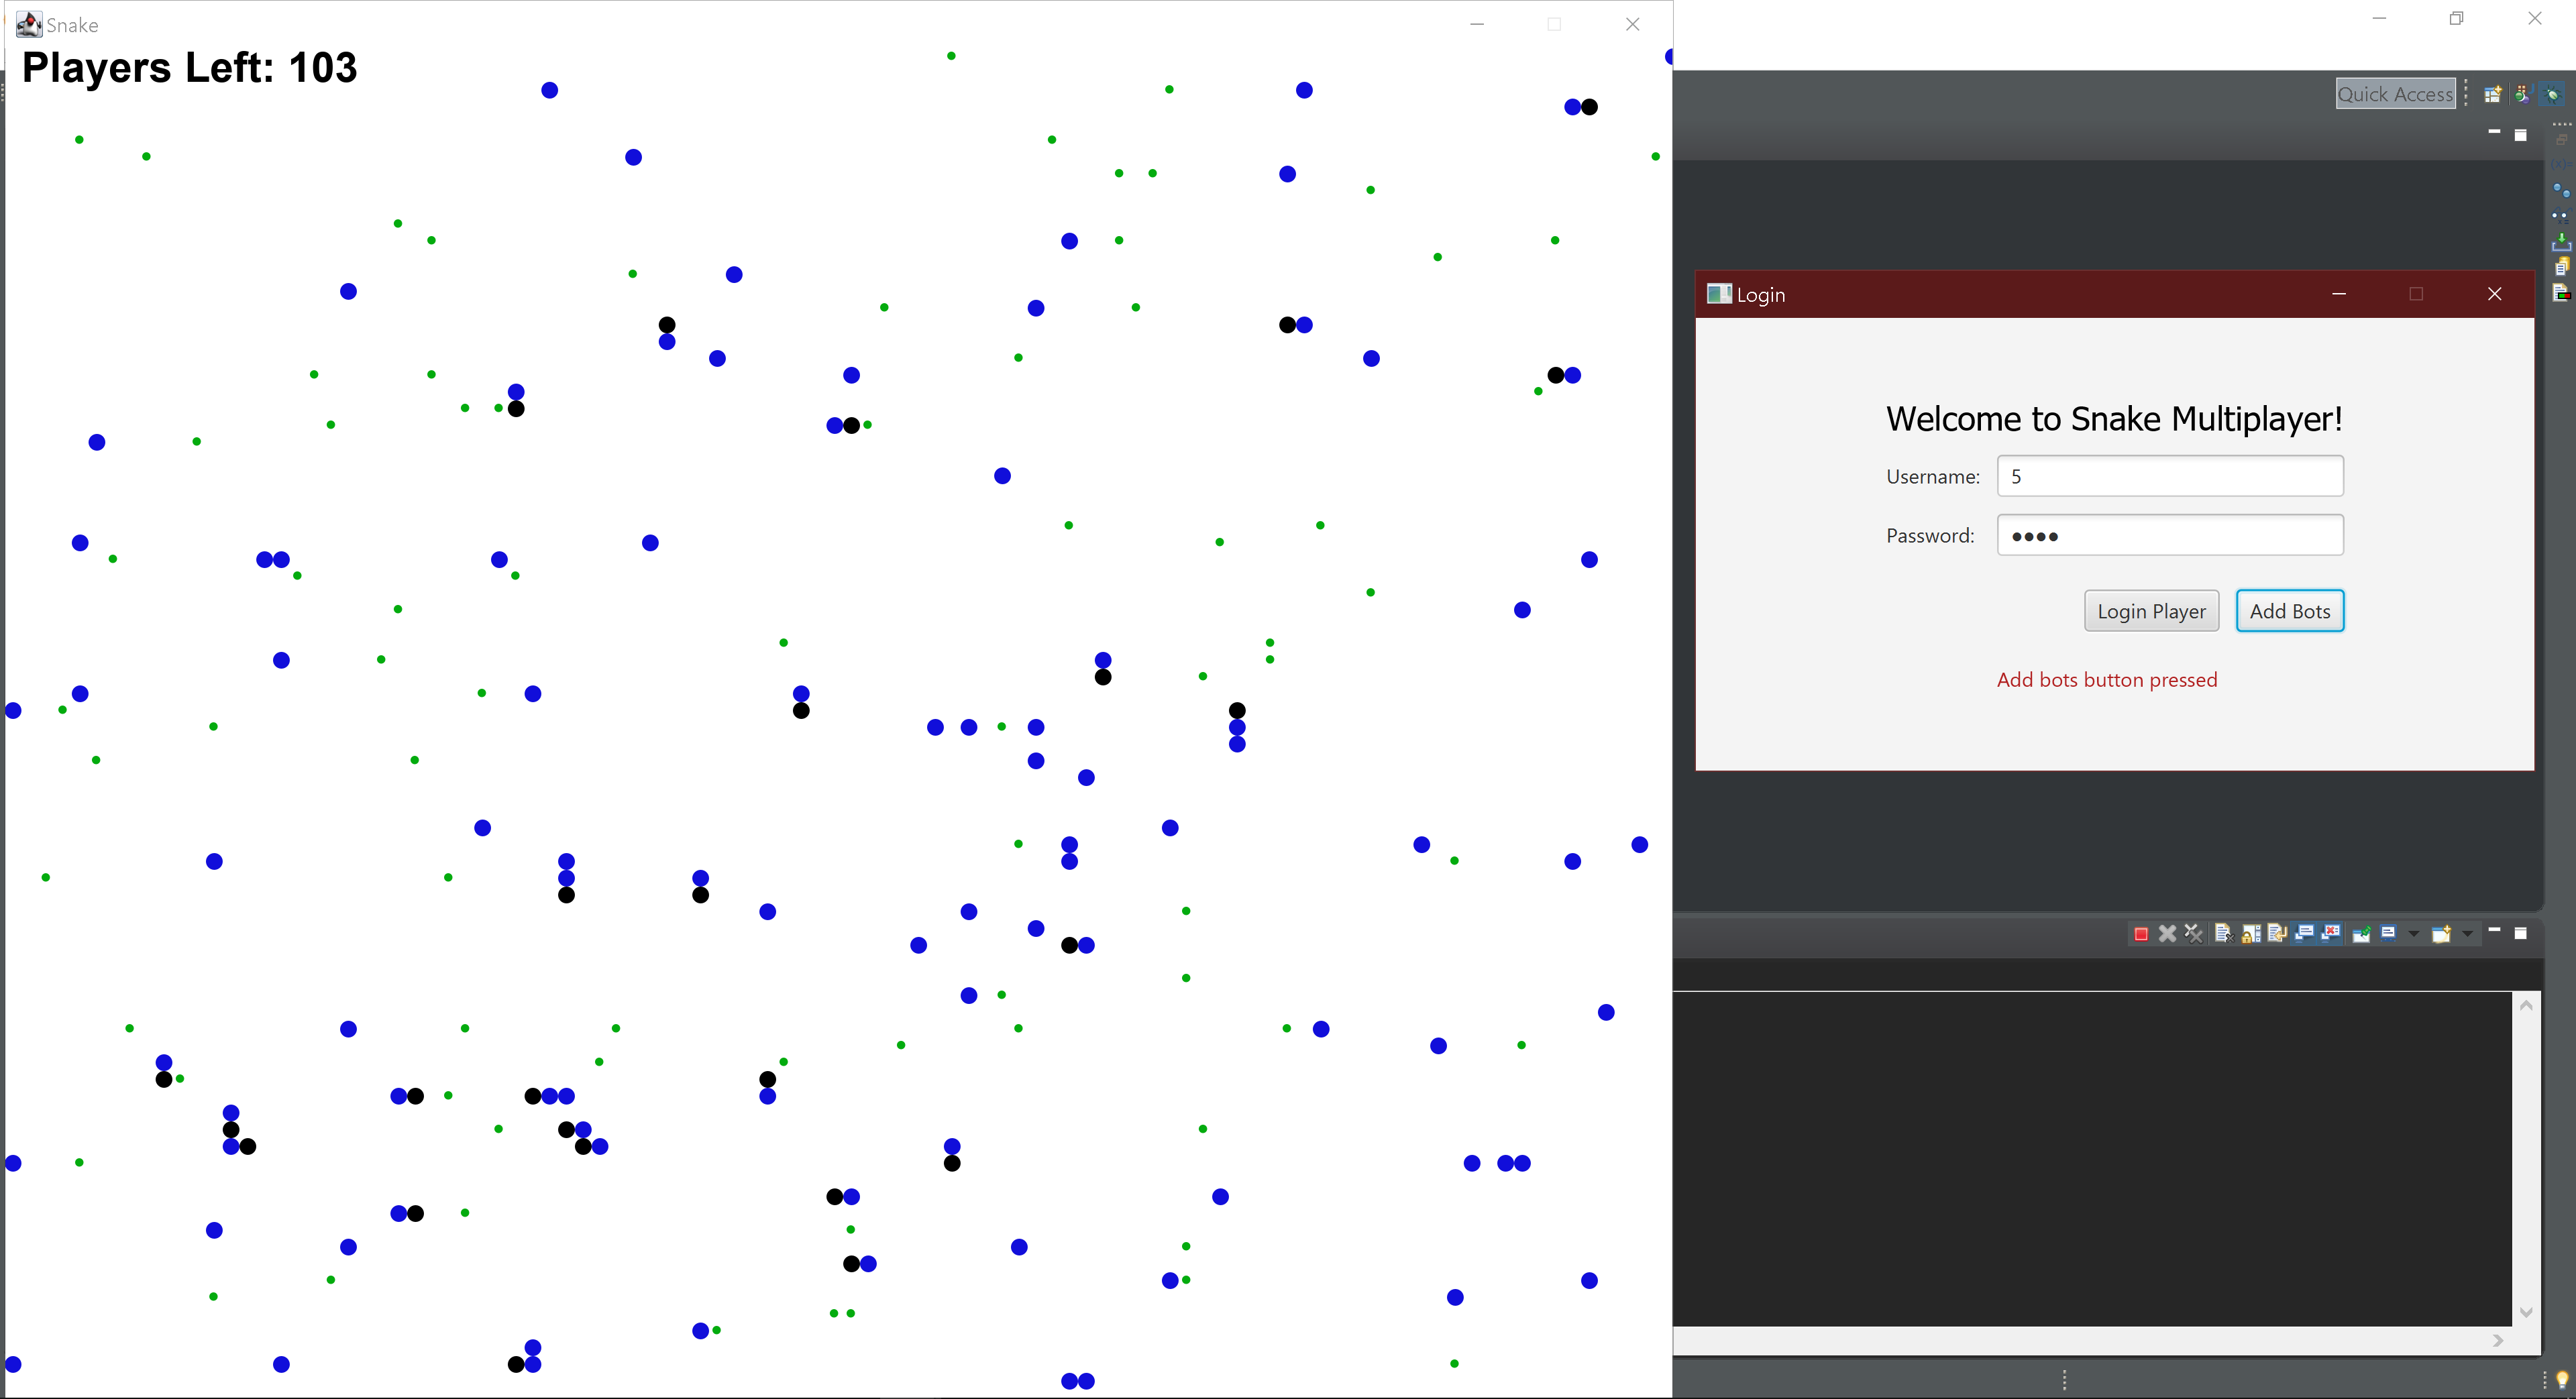 Snake
Players Left: 103
Quick Access
Login
Welcome to Snake Multiplayer!
Username: 5
Password: ●●●●
Login Player Add Bots
Add bots button pressed